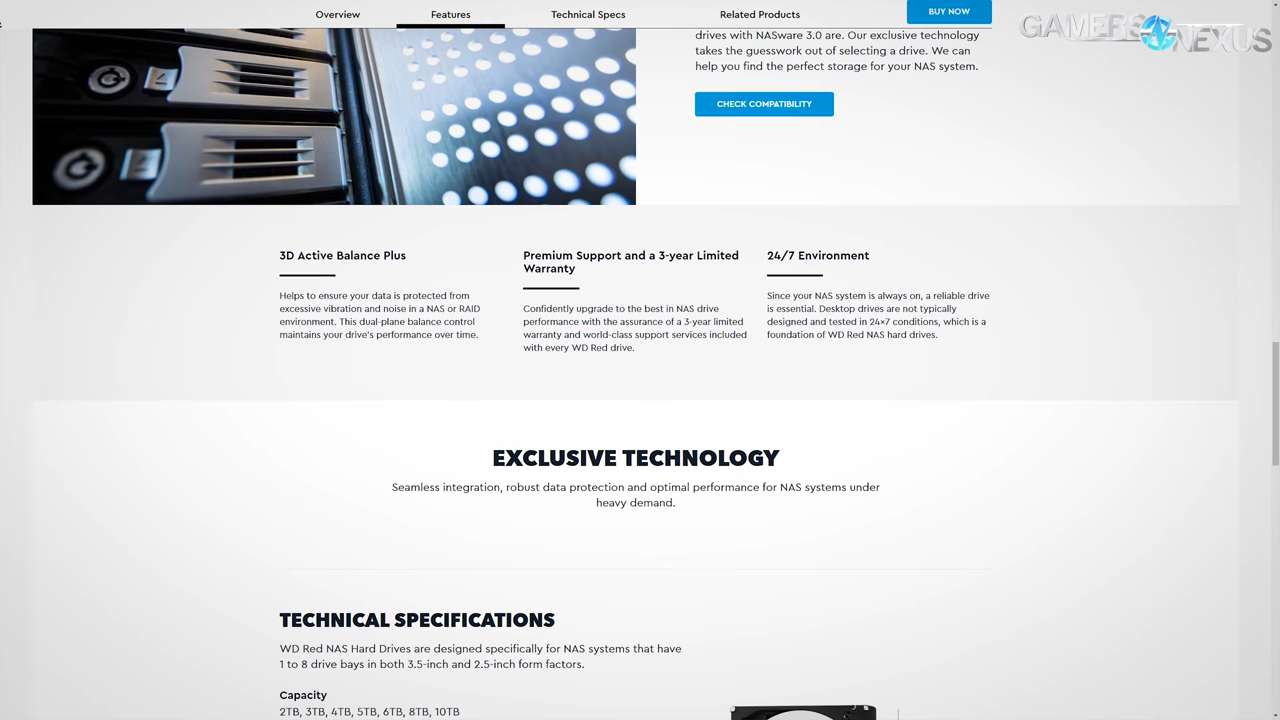 Overview Features Technical Specs Related Products BUY NOW
GAMERS NEXUS
drives with NASware 3.0 are. Our exclusive technology
takes the guesswork out of selecting a drive. We can
help you find the perfect storage for your NAS system.
CHECK COMPATIBILITY
3D Active Balance Plus
Helps to ensure your data is protected from
excessive vibration and noise in a NAS or RAID
environment. This dual-plane balance control
maintains your drive's performance over time.
Premium Support and a 3-year Limited
Warranty
Confidently upgrade to the best in NAS drive
performance with the assurance of a 3-year limited
warranty and world-class support services included
with every WD Red drive.
24/7 Environment
Since your NAS system is always on, a reliable drive
is essential. Desktop drives are not typically
designed and tested in 24×7 conditions, which is a
foundation of WD Red NAS hard drives.
EXCLUSIVE TECHNOLOGY
Seamless integration, robust data protection and optimal performance for NAS systems under
heavy demand.
TECHNICAL SPECIFICATIONS
WD Red NAS Hard Drives are designed specifically for NAS systems that have
1 to 8 drive bays in both 3.5-inch and 2.5-inch form factors.
Capacity
2TB, 3TB, 4TB, 5TB, 6TB, 8TB, 10TB